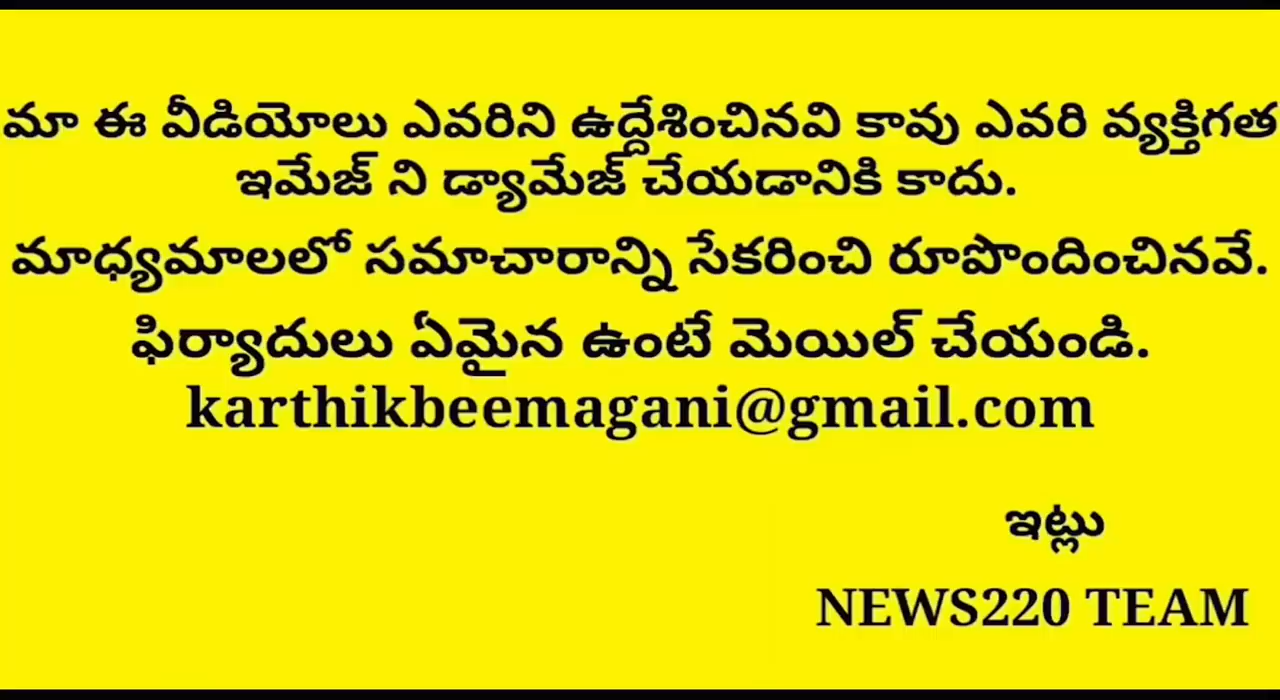 మా ఈ వీడియోలు ఎవరిని ఉద్దేశించినవి కావు ఎవరి వ్యక్తిగత
ఇమేజ్ ని డ్యామేజ్ చేయడానికి కాదు.
మాధ్యమాలలో సమాచారాన్ని సేకరించి రూపొందించినవే.
ఫిర్యాదులు ఏమైన ఉంటే మెయిల్ చేయండి.
karthikbeemagani@gmail.com
ఇట్లు
NEWS220 TEAM